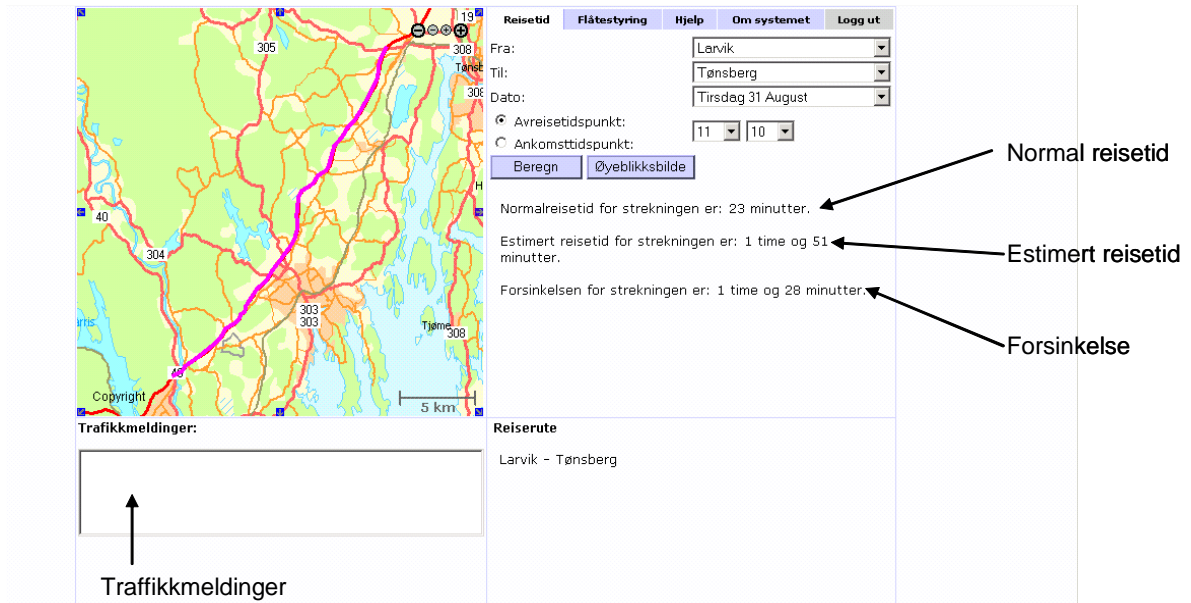 19
305
308
Tønsb
308
H
40
304
303
303
Tjøme
308
rris
40
Copyright
5 km
Reisetid Flåtestyring Hjelp Om systemet Logg ut
Fra: Larvik
Til: Tønsberg
Dato: Tirsdag 31 August
Avreisetidspunkt: 11 10
Ankomsttidspunkt:
Beregn Øyeblikksbilde
Normalreisetid for strekningen er: 23 minutter.
Estimert reisetid for strekningen er: 1 time og 51
minutter.
Forsinkelsen for strekningen er: 1 time og 28 minutter.
Normal reisetid
Estimert reisetid
Forsinkelse
Trafikkmeldinger:
Reiserute
Larvik - Tønsberg
Traffikkmeldinger